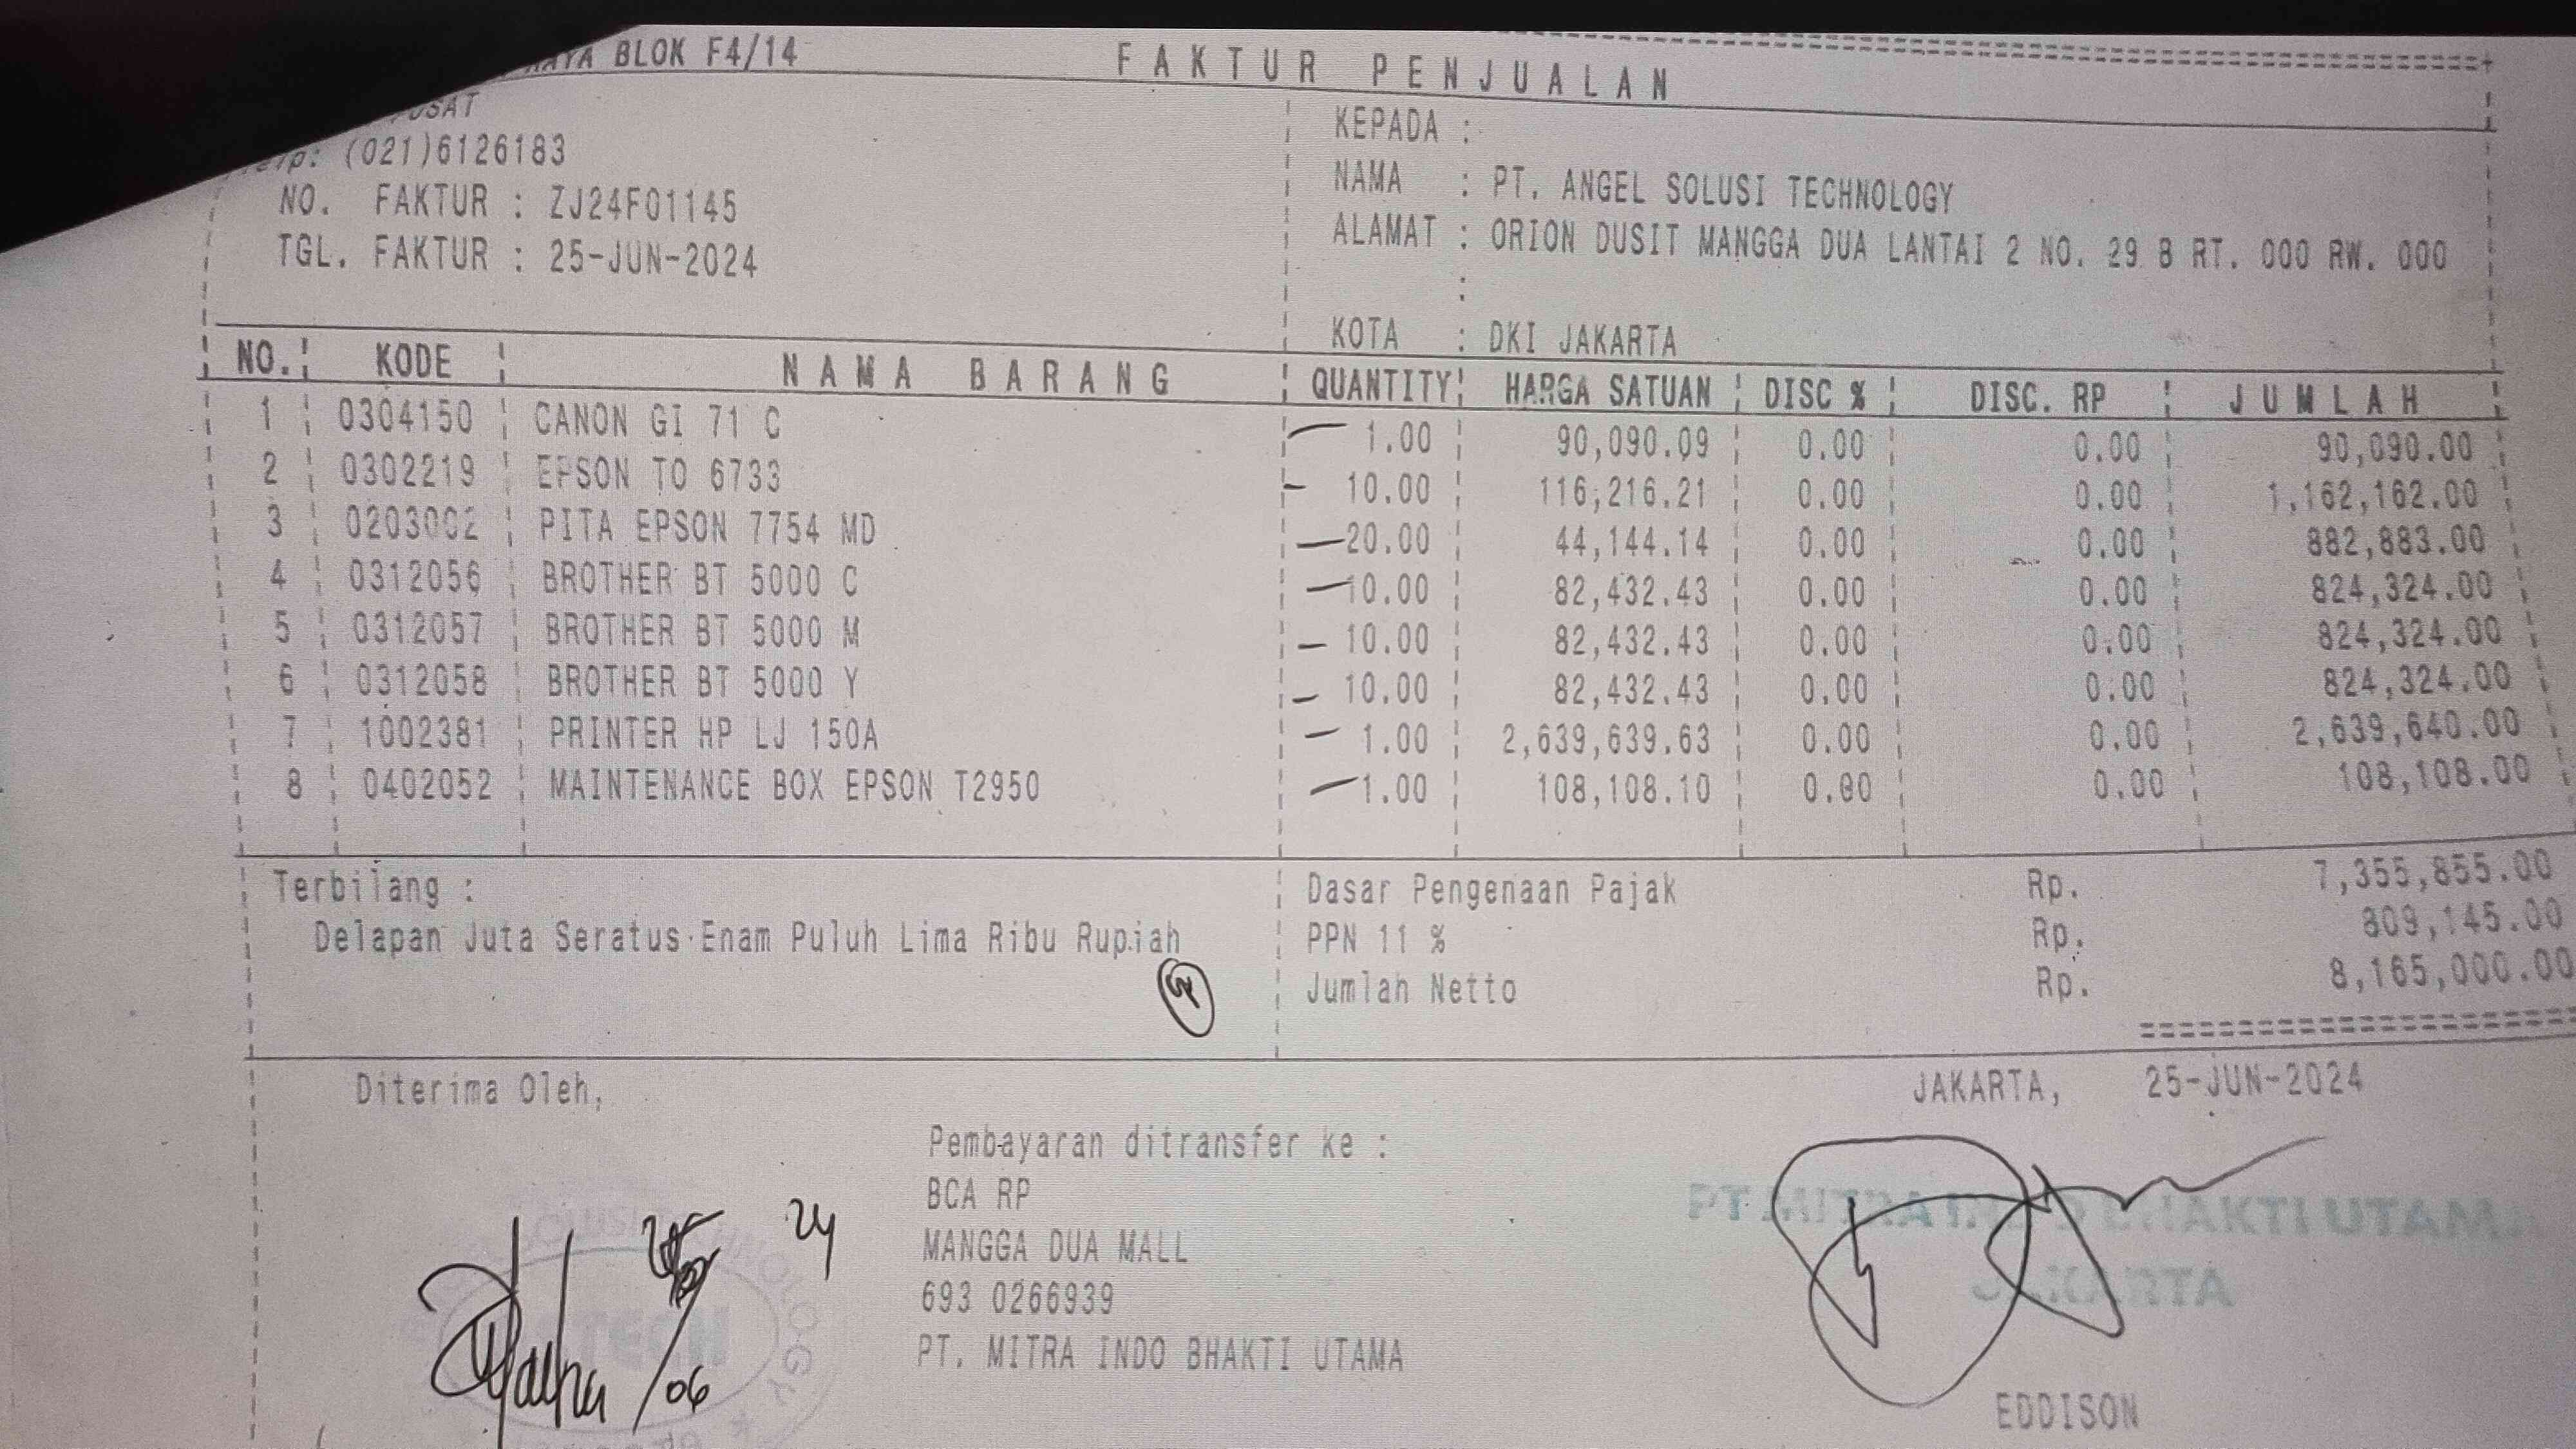 BLOK F4/14
FAKTUR PENJUALAN
(021)6126183
NO. FAKTUR : ZJ24F01145
TGL. FAKTUR : 25-JUN-2024
KEPADA :
NAMA : PT. ANGEL SOLUSI TECHNOLOGY
ALAMAT : ORION DUSIT MANGGA DUA LANTAI 2 NO. 29 8 RT. 000 RW. 000
:
KOTA : DKI JAKARTA
NO. KODE NAMA BARANG QUANTITY HARGA SATUAN DISC % DISC. RP JUMLAH
1 0304150 CANON GI 71 C 1.00 90,090.09 0.00 0.00 90,090.00
2 0302219 EPSON TO 6733 10.00 116,216.21 0.00 0.00 1,162,162.00
3 0203002 PITA EPSON 7754 MD 20.00 44,144.14 0.00 0.00 882,883.00
4 0312056 BROTHER BT 5000 C 10.00 82,432.43 0.00 0.00 824,324.00
5 0312057 BROTHER BT 5000 M 10.00 82,432.43 0.00 0.00 824,324.00
6 0312058 BROTHER BT 5000 Y 10.00 82,432.43 0.00 0.00 824,324.00
7 1002381 PRINTER HP LJ 150A 1.00 2,639,639.63 0.00 0.00 2,639,640.00
8 0402052 MAINTENANCE BOX EPSON T2950 1.00 108,108.10 0.00 0.00 108,108.00
Terbilang :
Delapan Juta Seratus Enam Puluh Lima Ribu Rupiah
Dasar Pengenaan Pajak Rp. 7,355,855.00
PPN 11 % Rp. 809,145.00
Jumlah Netto Rp. 8,165,000.00
Diterima Oleh,
JAKARTA, 25-JUN-2024
Pembayaran ditransfer ke :
BCA RP
MANGGA DUA MALL
693 0266939
PT. MITRA INDO BHAKTI UTAMA
24
/06
TECH
PT.MITRA INDO BHAKTI UTAMA
JAKARTA
EDDISON